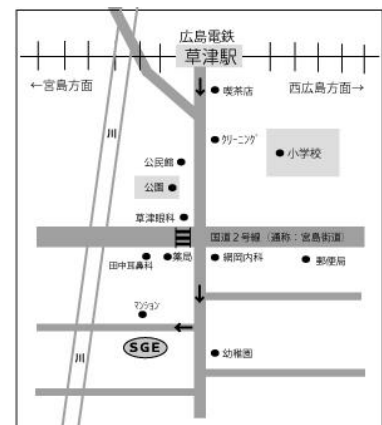 広島電鉄
草津駅
←宮島方面
西広島方面→
喫茶店
川
クリーニング
小学校
公民館
公園
草津眼科
国道２号線（通称：宮島街道）
田中耳鼻科
薬局
綱岡内科
郵便局
マンション
川
SGE
幼稚園